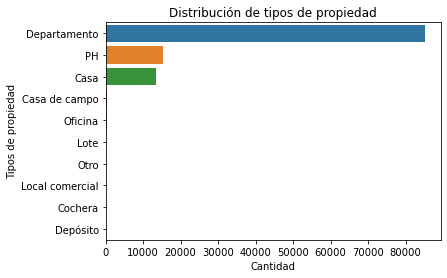 Distribución de tipos de propiedad
Departamento
PH
Casa
Casa de campo
Oficina
Lote
Otro
Local comercial
Cochera
Depósito
Tipos de propiedad
0 10000 20000 30000 40000 50000 60000 70000 80000
Cantidad